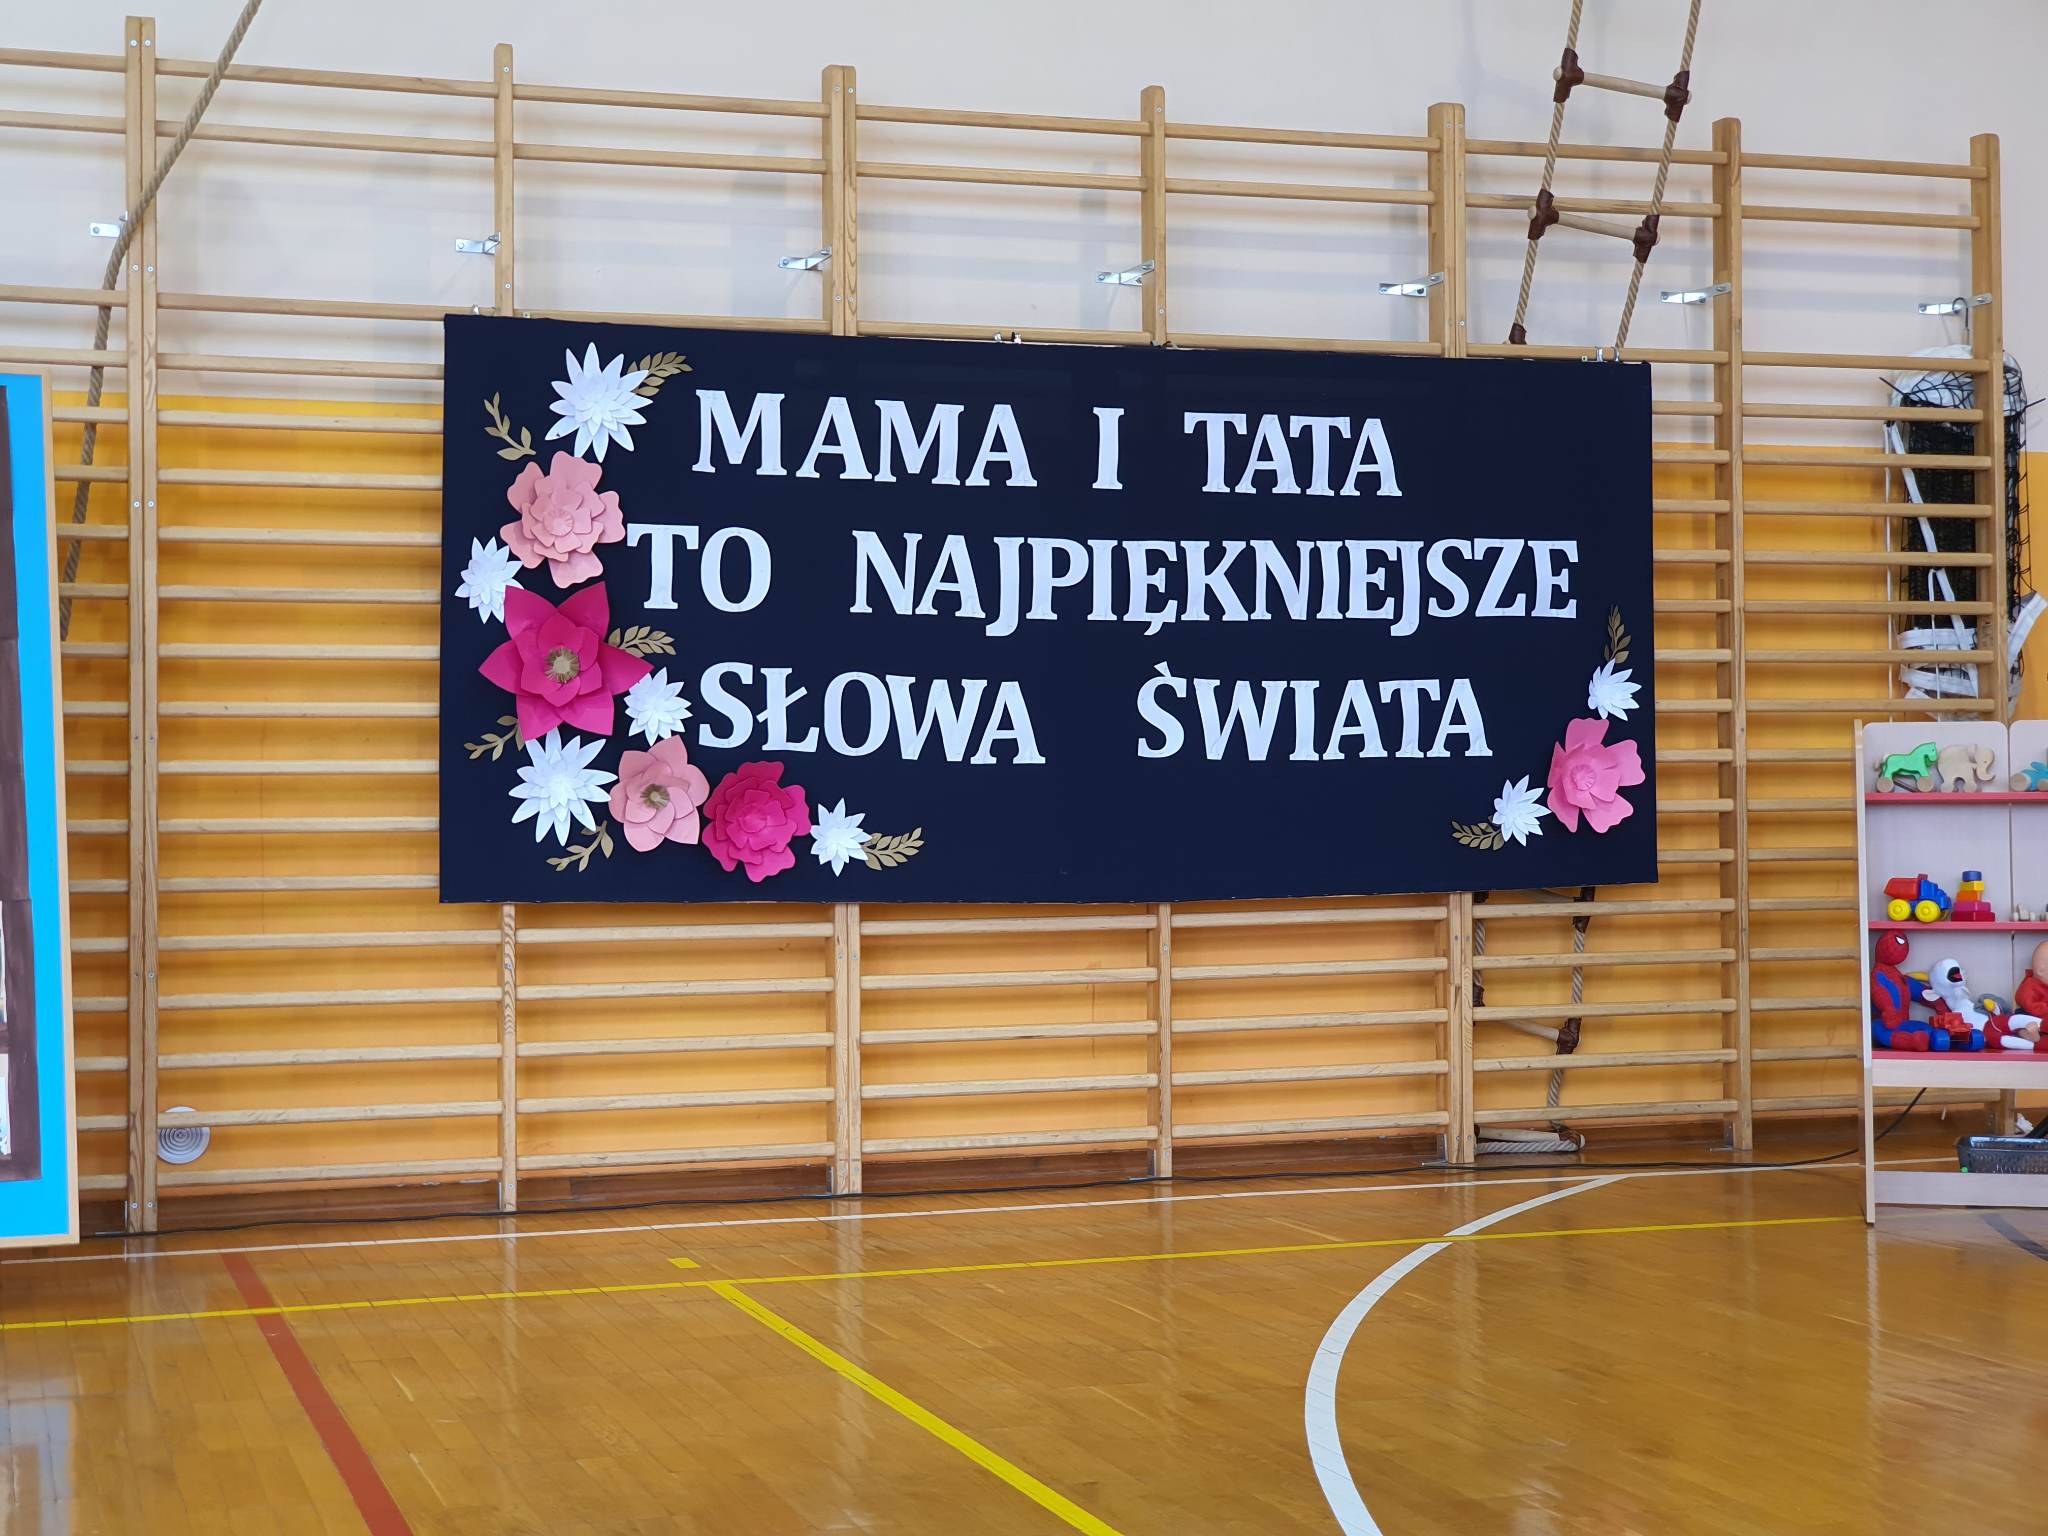 MAMA I TATA
TO NAJPIĘKNIEJSZE
SŁOWA ŚWIATA